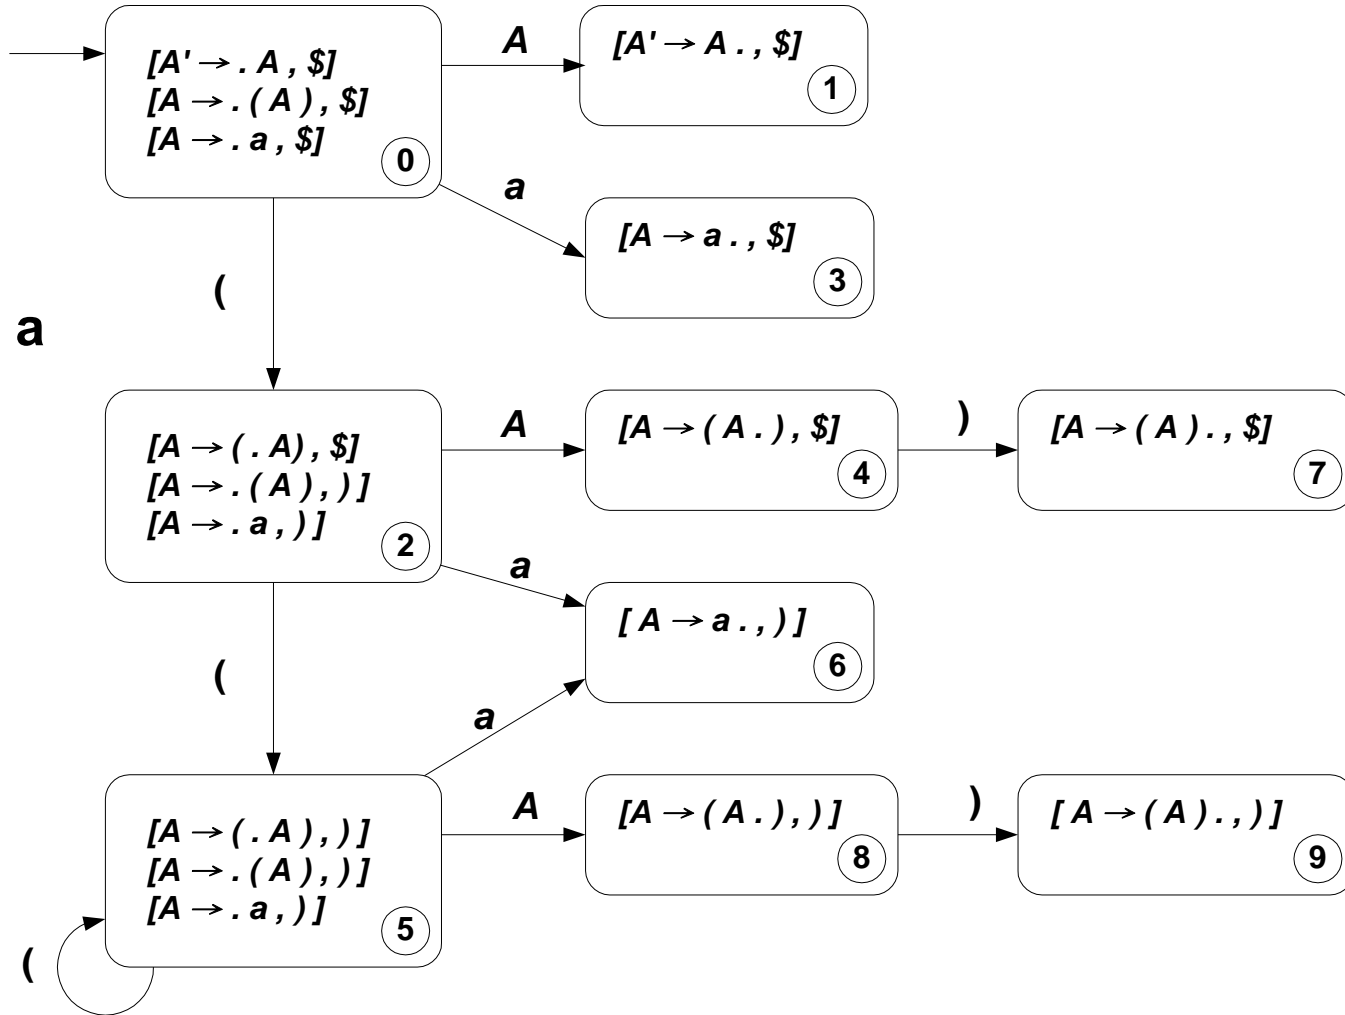 [A' → . A , $]
[A → . ( A ) , $]
[A → . a , $]
0
A
[A' → A . , $]
1
a
[A → a . , $]
3
(
a
[A → ( . A ) , $]
[A → . ( A ) , ) ]
[A → . a , ) ]
2
A
[A → ( A . ) , $]
4
)
[A → ( A ) . , $]
7
a
[ A → a . , ) ]
6
(
a
[A → ( . A ) , ) ]
[A → . ( A ) , ) ]
[A → . a , ) ]
5
A
[A → ( A . ) , ) ]
8
)
[ A → ( A ) . , ) ]
9
(